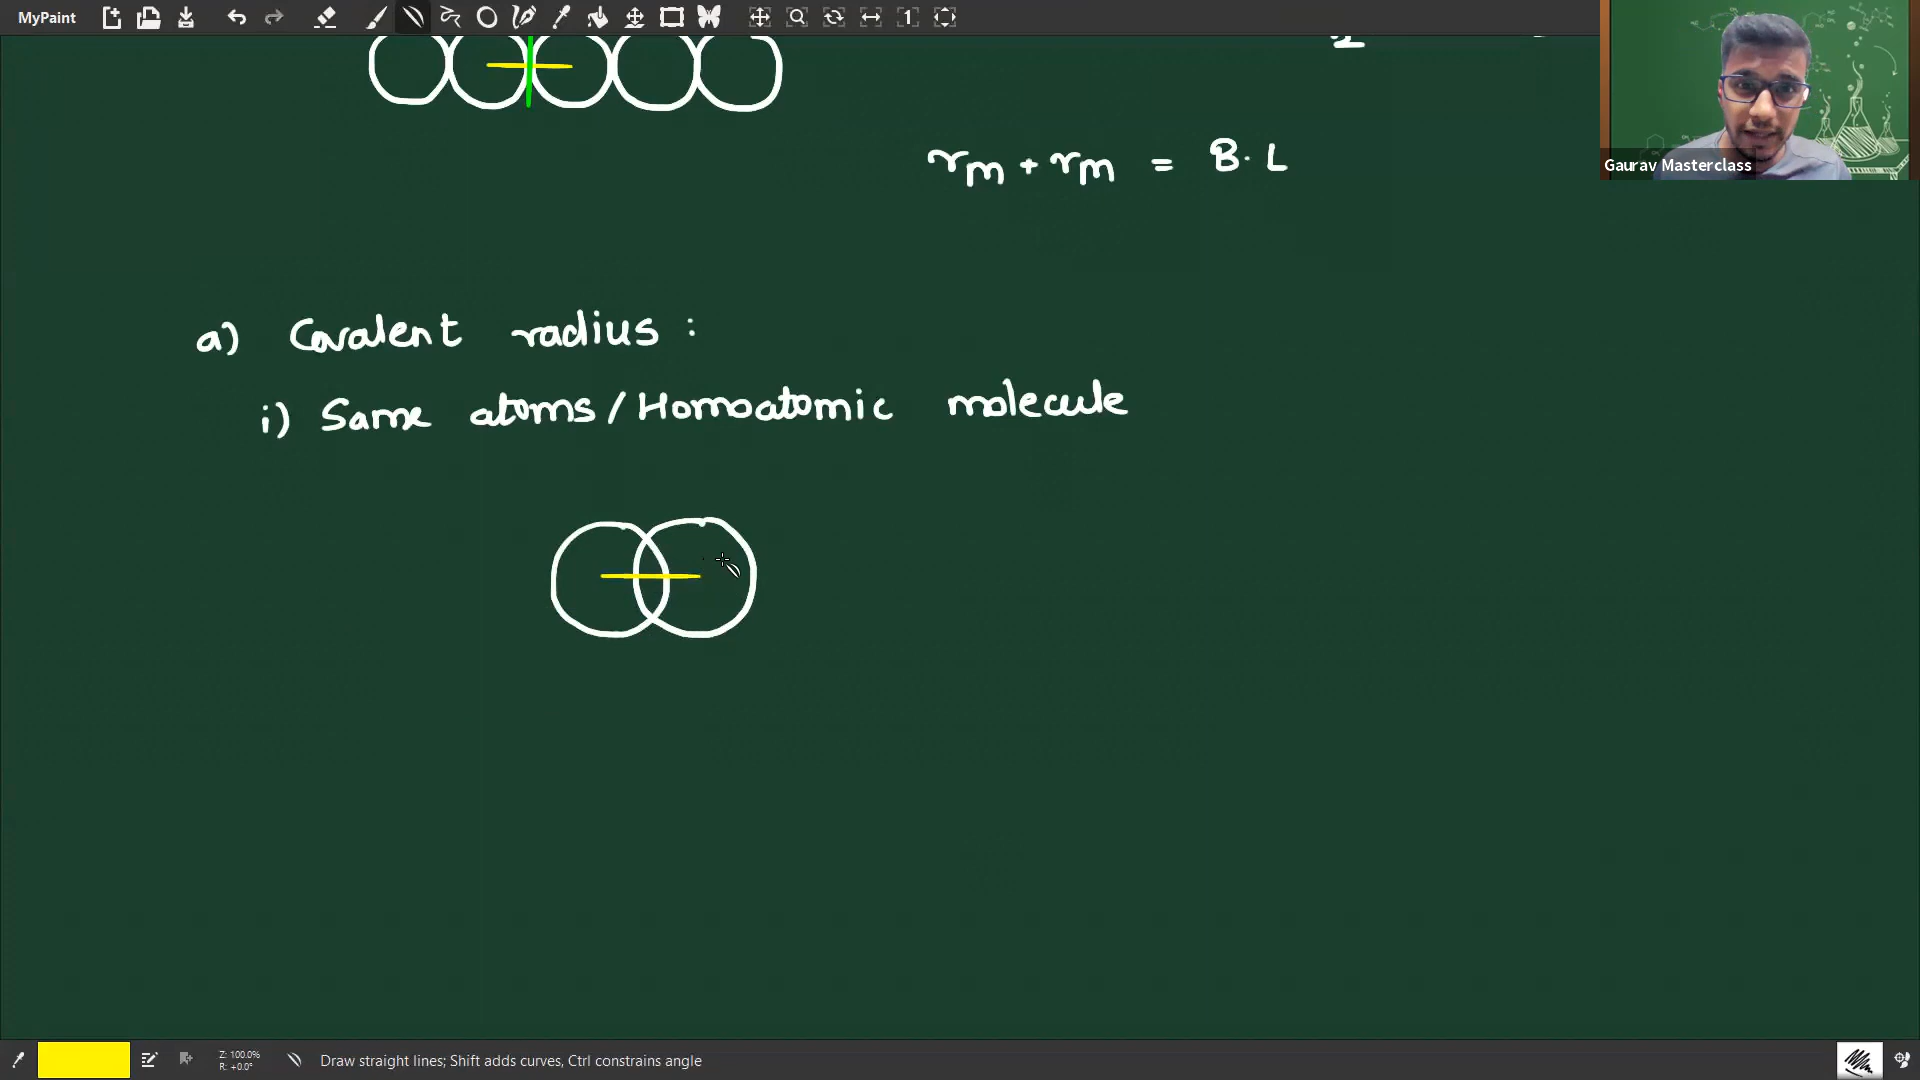 MyPaint
Gaurav Masterclass
rm + rm = B. L
a) Covalent radius :
i) Same atoms / Homoatomic molecule
Z: 100.0%
R: +0.0°
Draw straight lines; Shift adds curves, Ctrl constrains angle